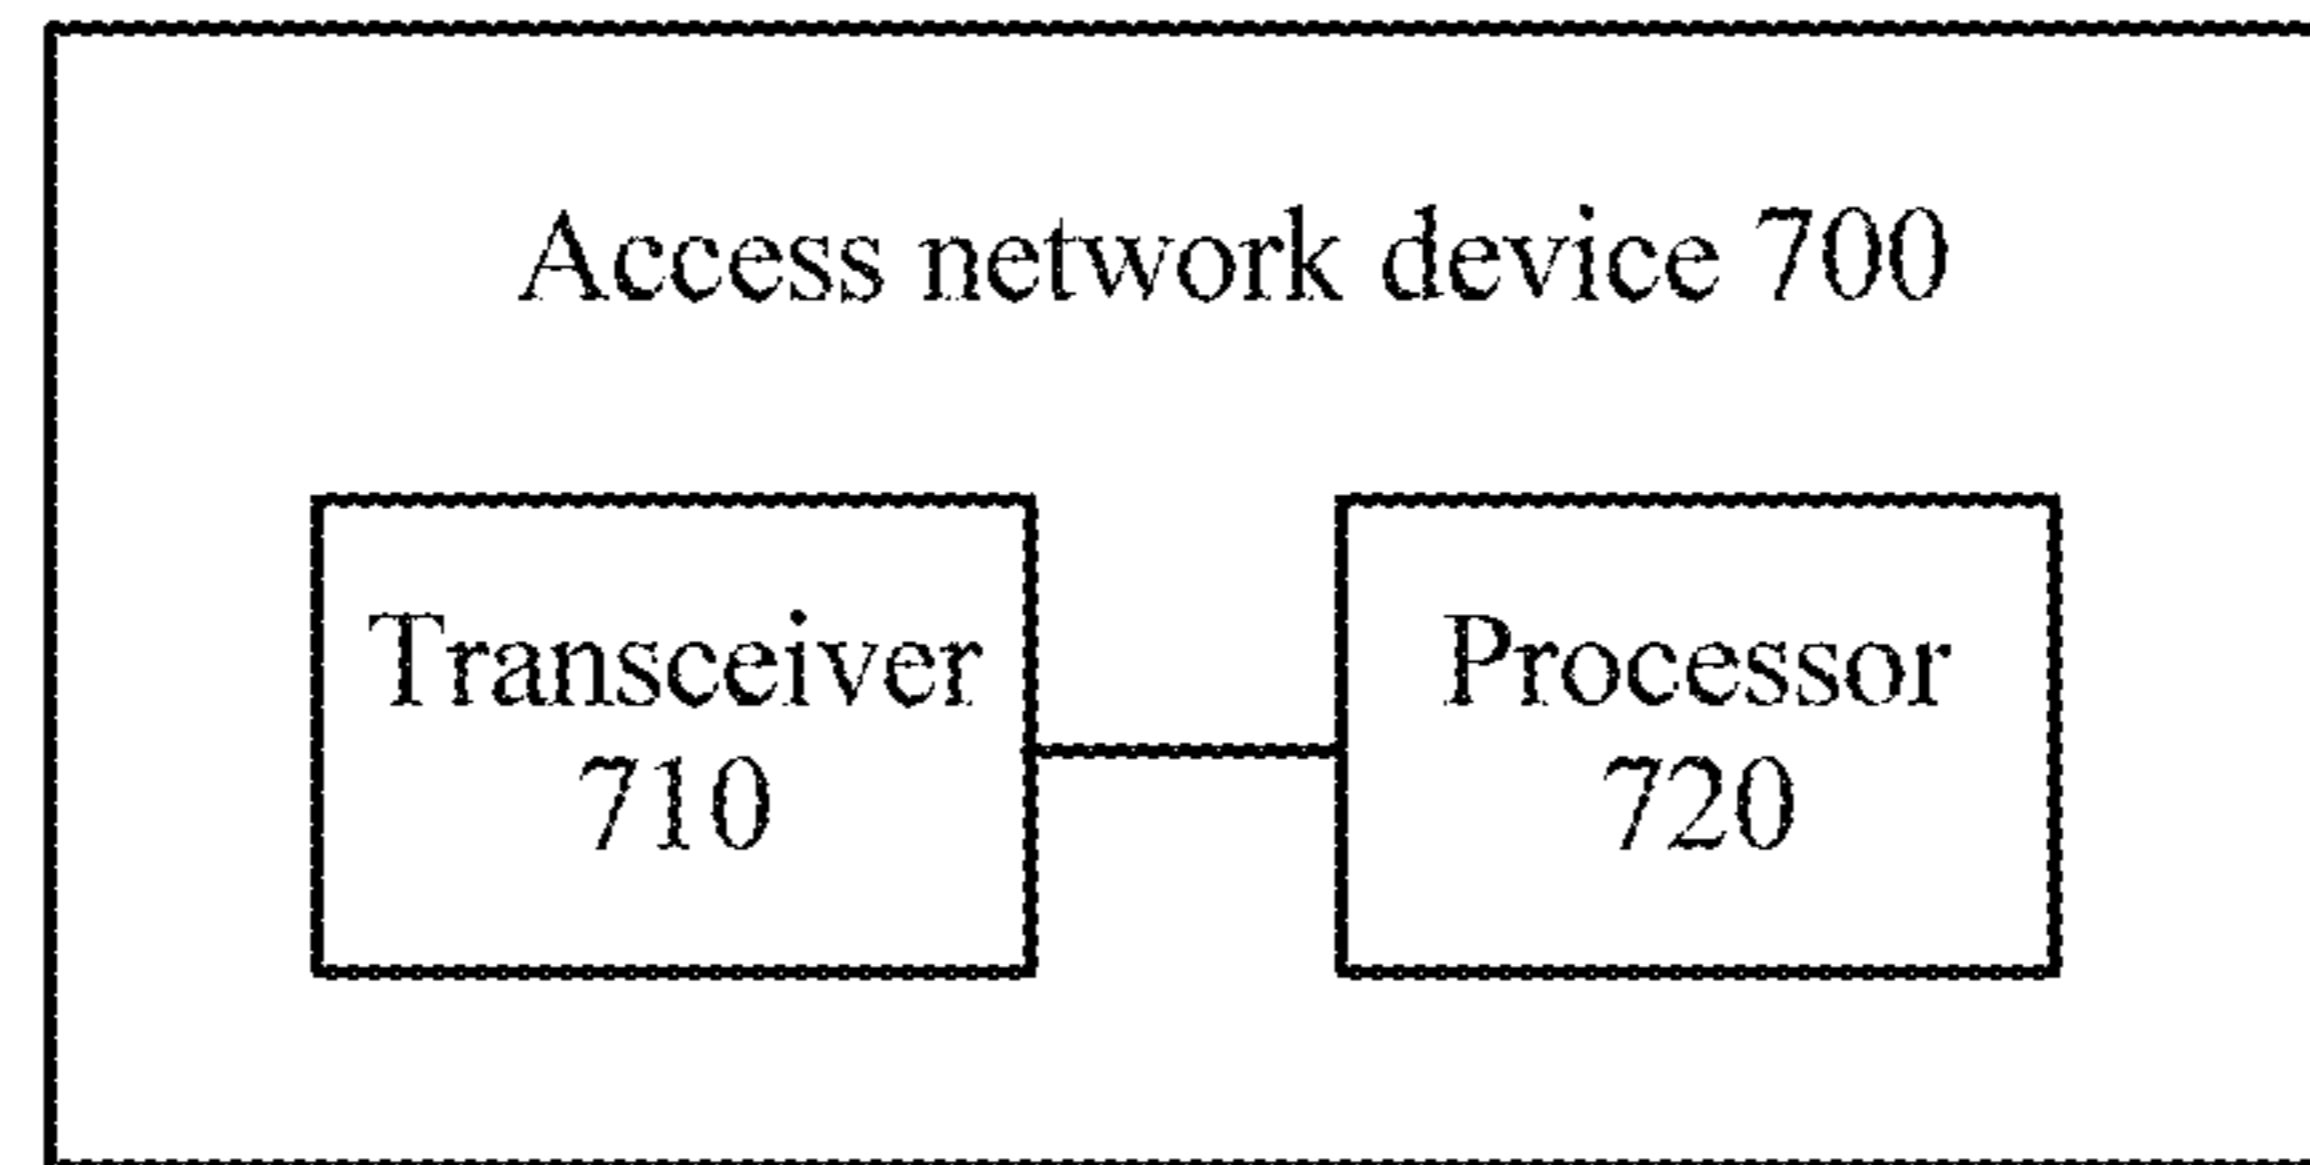 Access network device 700
Transceiver
710
Processor
720